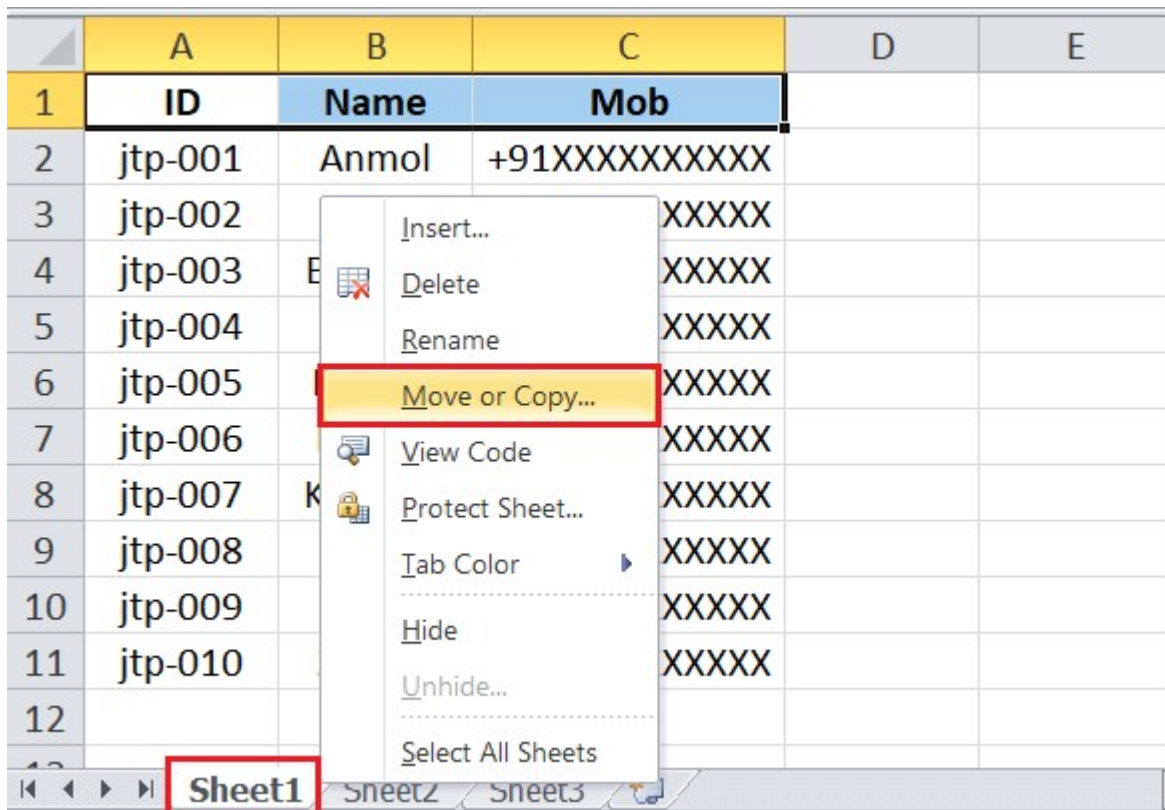 A B C D E
1 ID Name Mob
2 jtp-001 Anmol +91XXXXXXXXXX
3 jtp-002 XXXXX
Insert...
4 jtp-003 XXXXX
Delete
5 jtp-004 XXXXX
Rename
6 jtp-005 XXXXX
Move or Copy...
7 jtp-006 XXXXX
View Code
8 jtp-007 K XXXXX
Protect Sheet...
9 jtp-008 XXXXX
Tab Color
10 jtp-009 XXXXX
Hide
11 jtp-010 XXXXX
Unhide...
12
Select All Sheets
Sheet1 Sheet2 Sheet3